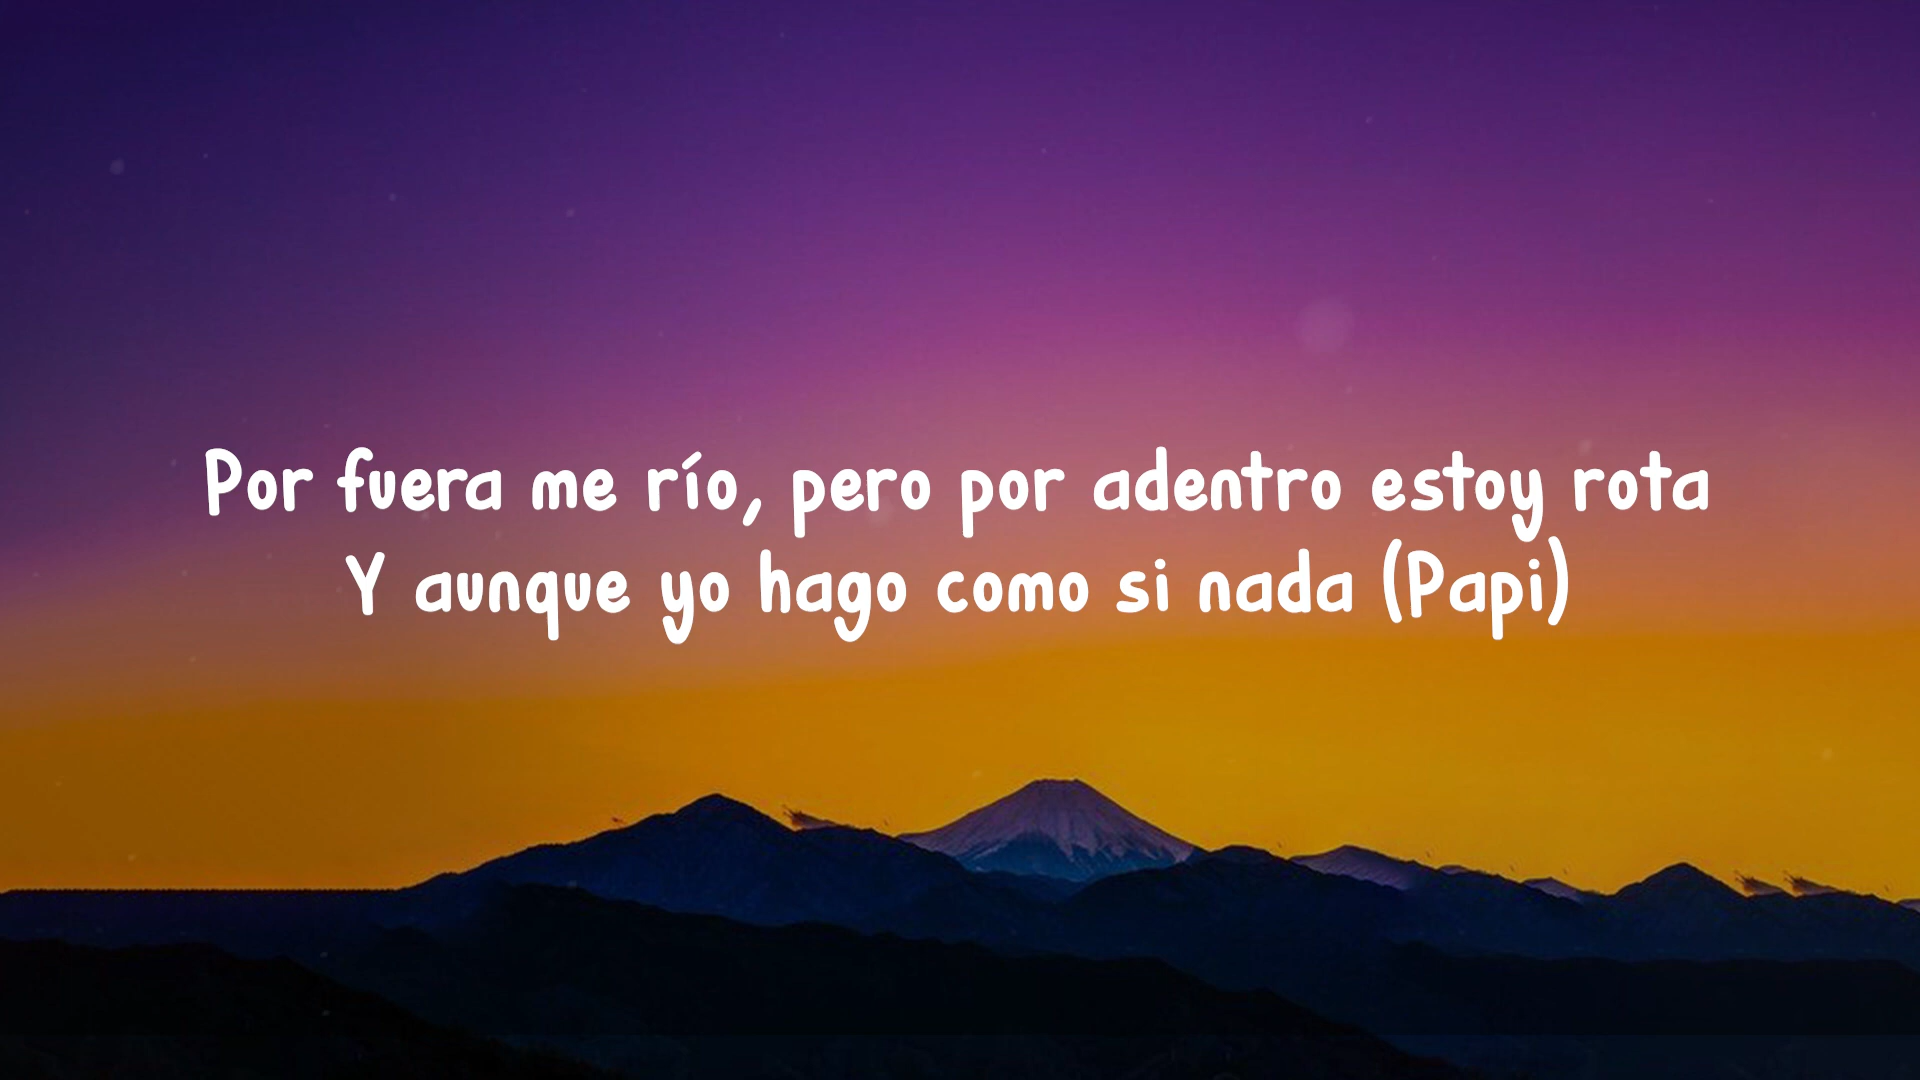 Por fuera me río, pero por adentro estoy rota
Y aunque yo hago como si nada (Papi)